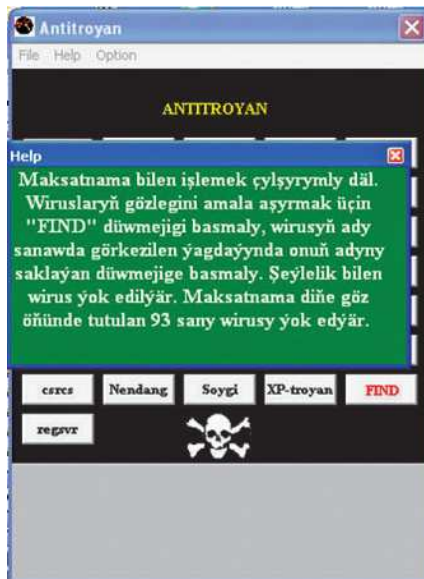 Antitroyan
File Help Option
ANTITROYAN
Help
Maksatnama bilen işlemek çylşyrymly däl.
Wiruslaryň gözlegini amala aşyrmak üçin
"FIND" düwmejigi basmaly, wirusyň ady
sanawda görkezilen ýagdaýynda onuň adyny
saklaýan düwmejige basmaly. Şeýlelik bilen
wirus ýok edilýär. Maksatnama diňe göz
öňünde tutulan 93 sany wirusy ýok edýär.
csrcs Nendang Soygi XP-troyan FIND
regsvr